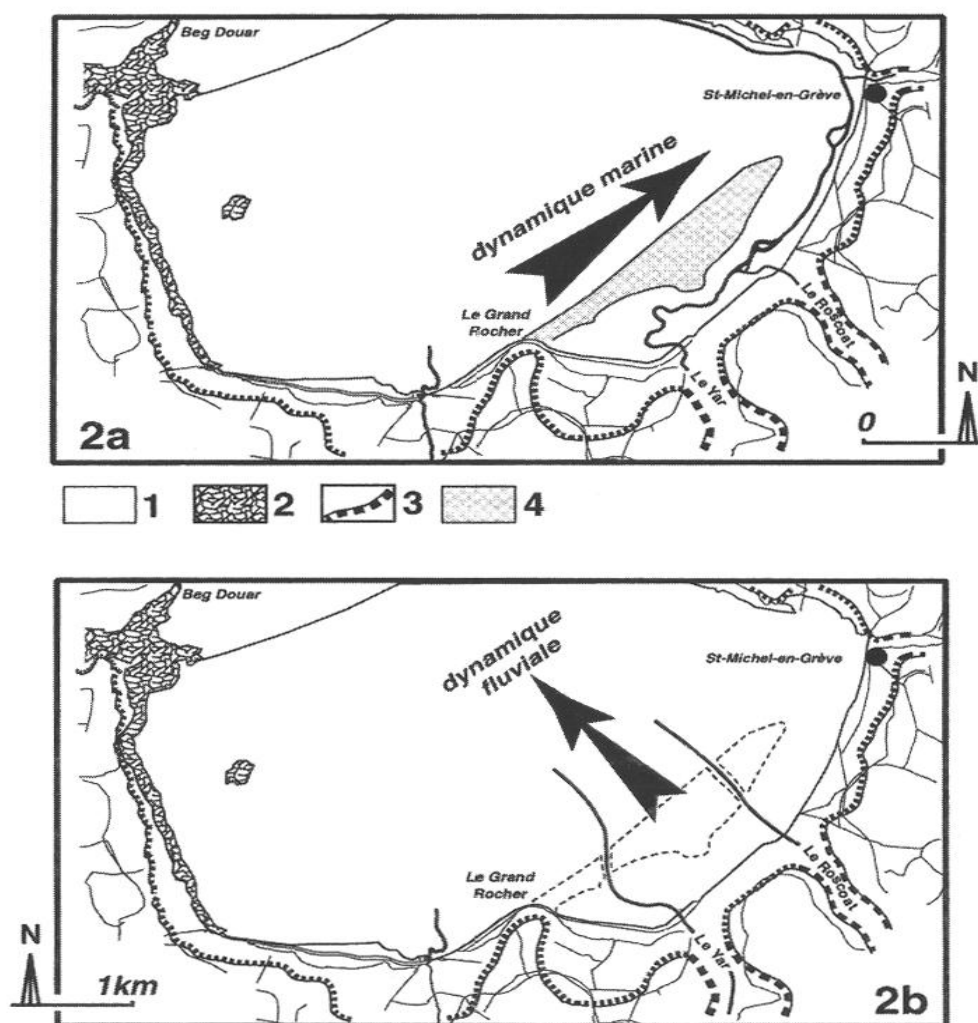 Beg Douar
St-Michel-en-Grève
dynamique marine
Le Grand
Rocher
Le Roscoat
Le Yar
N
0
2a
1
2
3
4
Beg Douar
dynamique
fluviale
St-Michel-en-Grève
Le Grand
Rocher
Le Roscoat
Le Yar
N
1km
2b